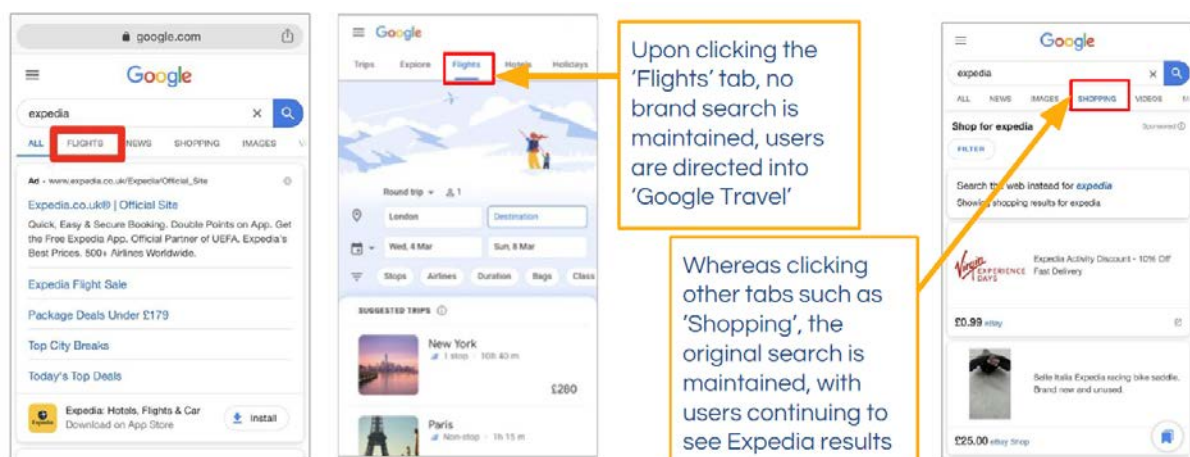 google.com
Google
expedia
ALL FLIGHTS NEWS SHOPPING IMAGES
Ad • www.expedia.co.uk/Expedia/Official_Site
Expedia.co.uk® | Official Site
Quick, Easy & Secure Booking. Double Points on App. Get
the Free Expedia App. Official Partner of UEFA. Expedia's
Best Prices. 500+ Airlines Worldwide.
Expedia Flight Sale
Package Deals Under £179
Top City Breaks
Today's Top Deals
Expedia
Expedia: Hotels, Flights & Car
Download on App Store
Install
Google
Trips Explore Flights Hotels Holidays
Round trip 1
London Destination
Wed, 4 Mar Sun, 8 Mar
Stops Airlines Duration Bags Class
SUGGESTED TRIPS
New York
1 stop · 10h 40 m
£260
Paris
Non-stop · 1h 15 m
Upon clicking the
'Flights' tab, no
brand search is
maintained, users
are directed into
'Google Travel'
Whereas clicking
other tabs such as
'Shopping', the
original search is
maintained, with
users continuing to
see Expedia results
Google
expedia
ALL NEWS IMAGES SHOPPING VIDEOS
Shop for expedia Sponsored
FILTER
Search the web instead for expedia
Showing shopping results for expedia
Virgin
EXPERIENCE
DAYS
Expedia Activity Discount - 10% Off
Fast Delivery
£0.99 eBay
Selle Italia Expedia racing bike saddle.
Brand new and unused.
£25.00 eBay Shop